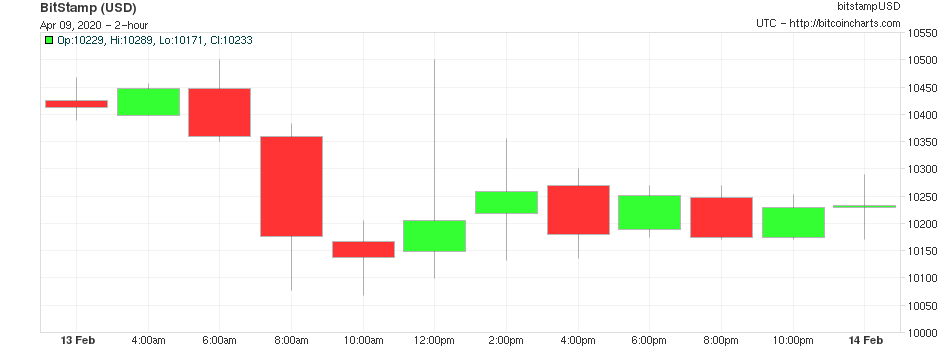 BitStamp (USD)
bitstampUSD
Apr 09, 2020 - 2-hour
UTC - http://bitcoincharts.com
Op:10229, Hi:10289, Lo:10171, Cl:10233
10550
10500
10450
10400
10350
10300
10250
10200
10150
10100
10050
10000
13 Feb 4:00am 6:00am 8:00am 10:00am 12:00pm 2:00pm 4:00pm 6:00pm 8:00pm 10:00pm 14 Feb